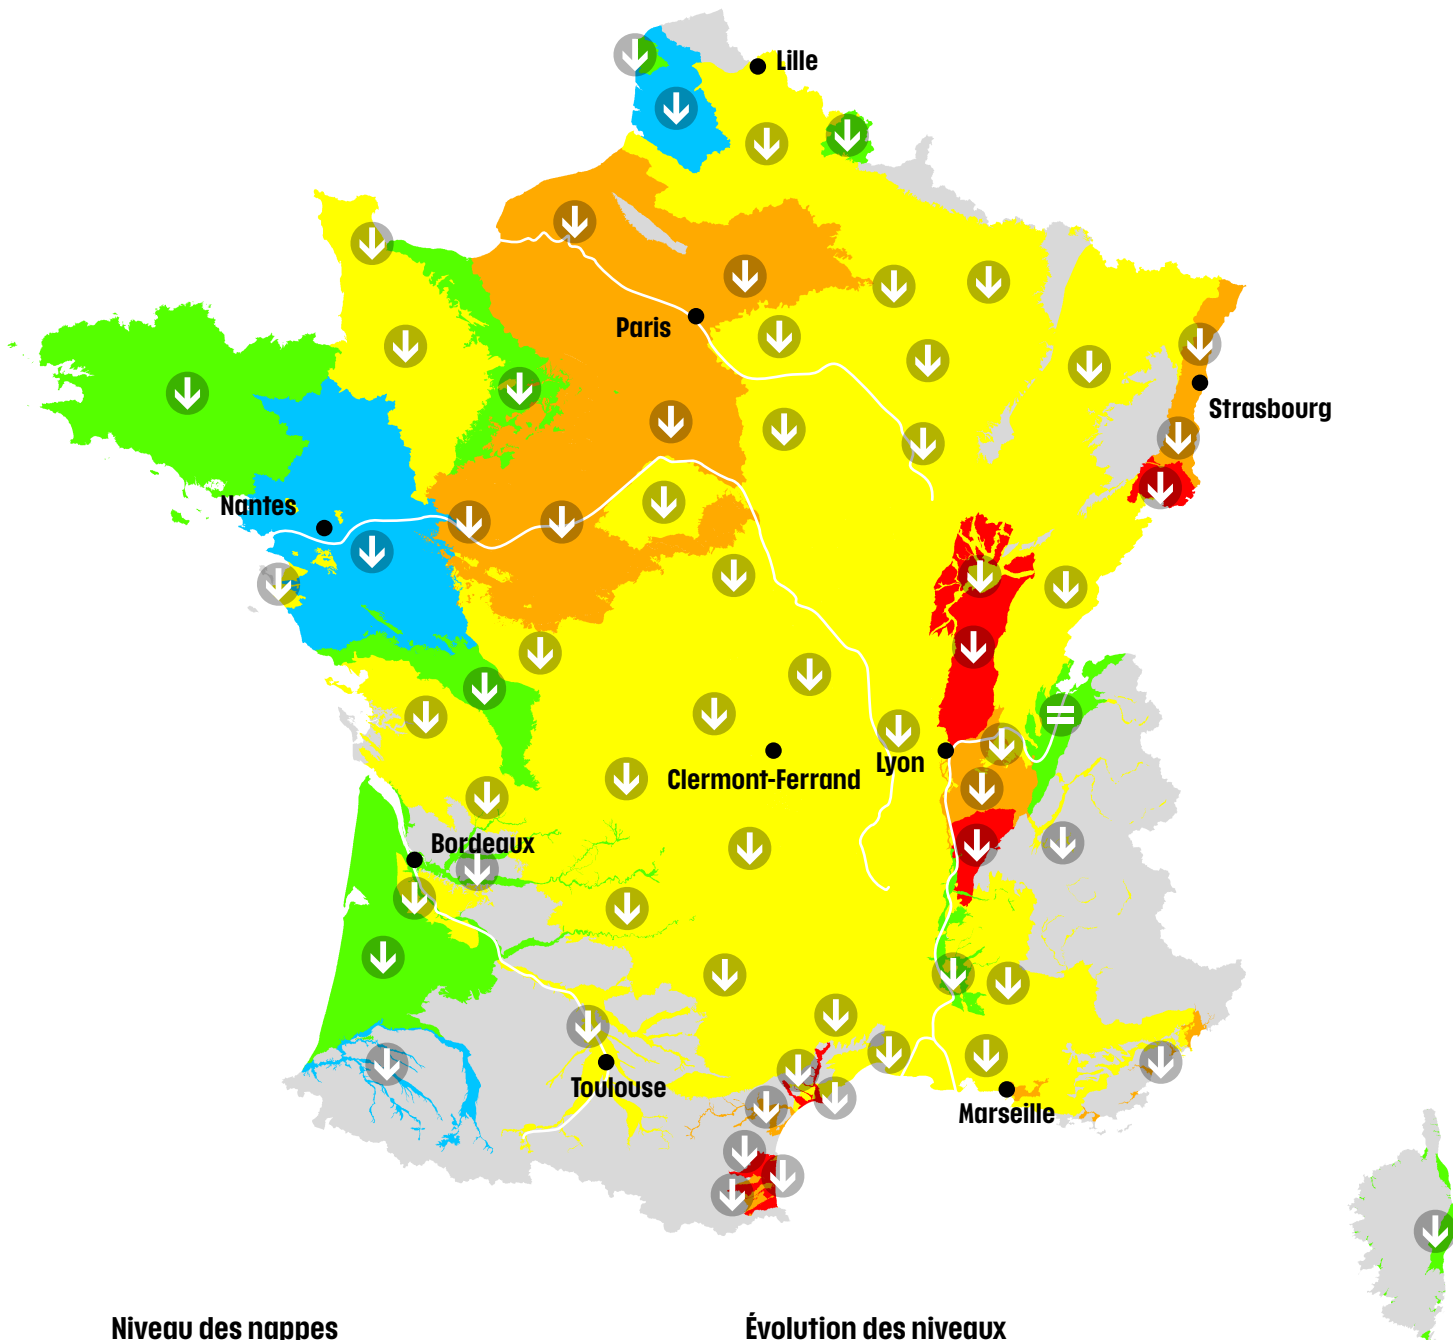 Lille
Paris
Strasbourg
Nantes
Lyon
Clermont-Ferrand
Bordeaux
Toulouse
Marseille
Niveau des nappes
Évolution des niveaux